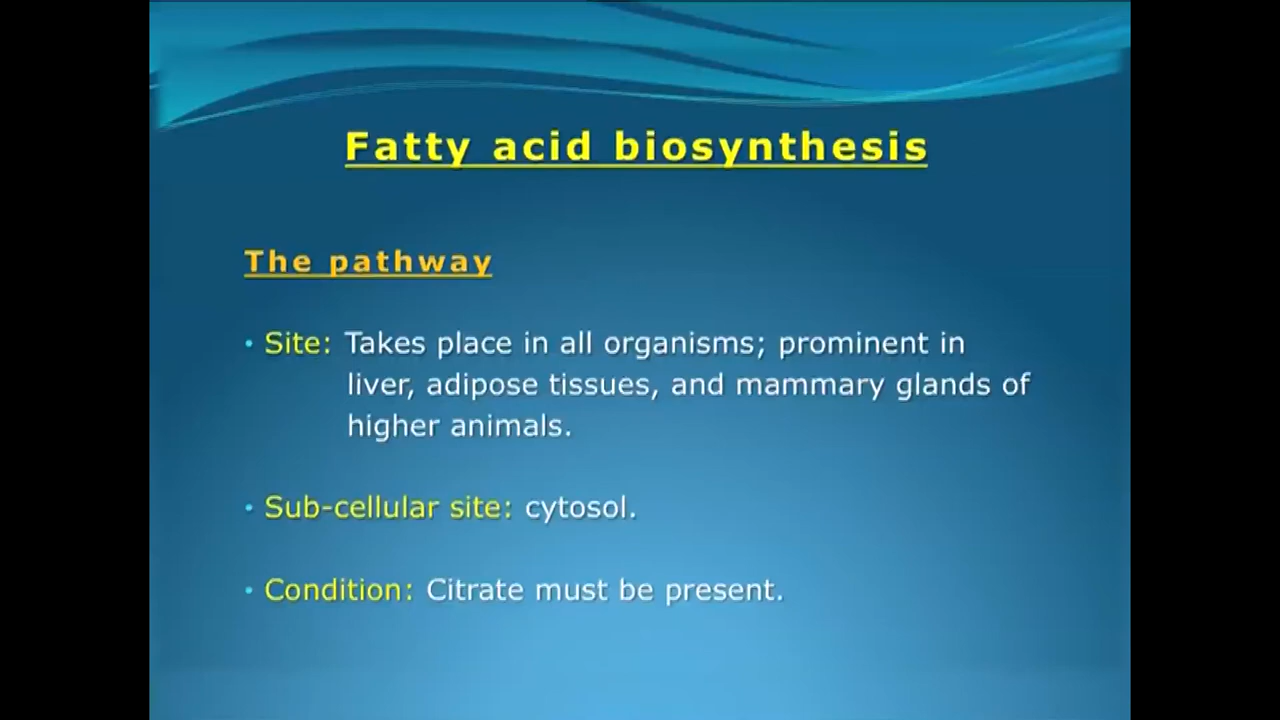 Fatty acid biosynthesis
The pathway
• Site: Takes place in all organisms; prominent in
liver, adipose tissues, and mammary glands of
higher animals.
• Sub-cellular site: cytosol.
• Condition: Citrate must be present.